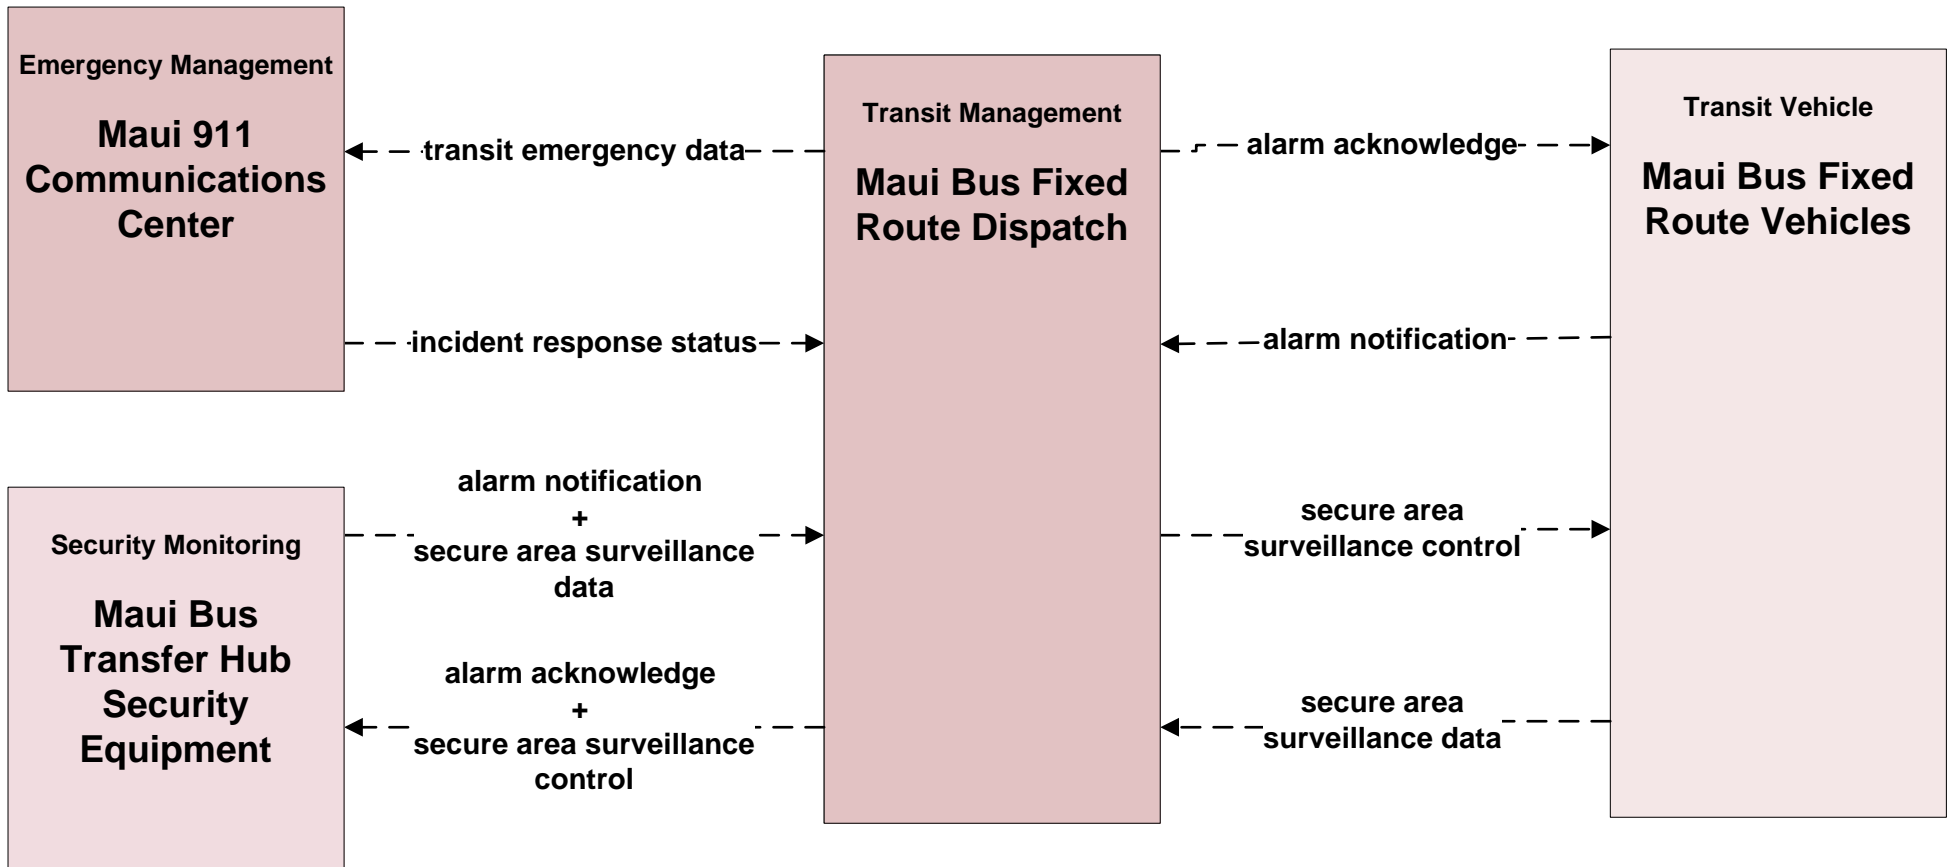 Emergency Management
Maui 911
Communications
Center
transit emergency data
incident response status
Security Monitoring
Maui Bus
Transfer Hub
Security
Equipment
alarm notification
+
secure area surveillance
data
alarm acknowledge
+
secure area surveillance
control
Transit Management
Maui Bus Fixed
Route Dispatch
alarm acknowledge
alarm notification
secure area
surveillance control
secure area
surveillance data
Transit Vehicle
Maui Bus Fixed
Route Vehicles